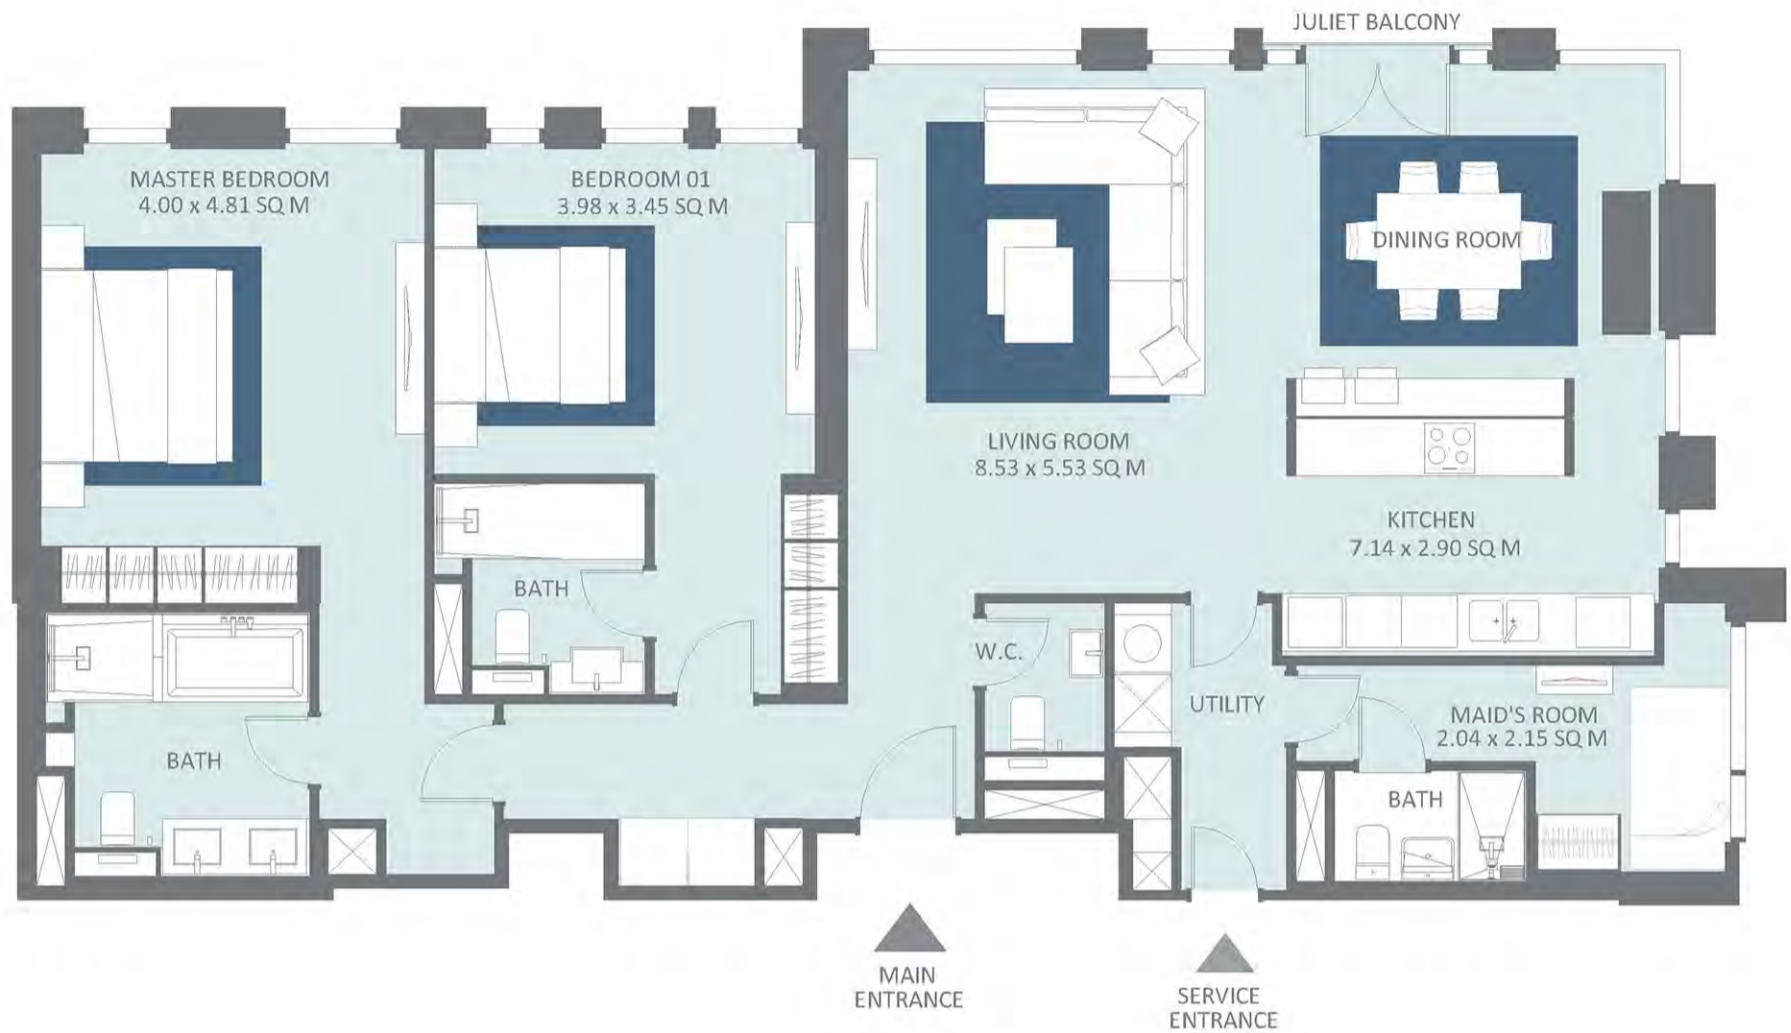 JULIET BALCONY
MASTER BEDROOM
4.00 x 4.81 SQ M
BEDROOM 01
3.98 x 3.45 SQ M
DINING ROOM
LIVING ROOM
8.53 x 5.53 SQ M
KITCHEN
7.14 x 2.90 SQ M
BATH
W.C.
UTILITY
MAID'S ROOM
2.04 x 2.15 SQ M
BATH
BATH
MAIN
ENTRANCE
SERVICE
ENTRANCE